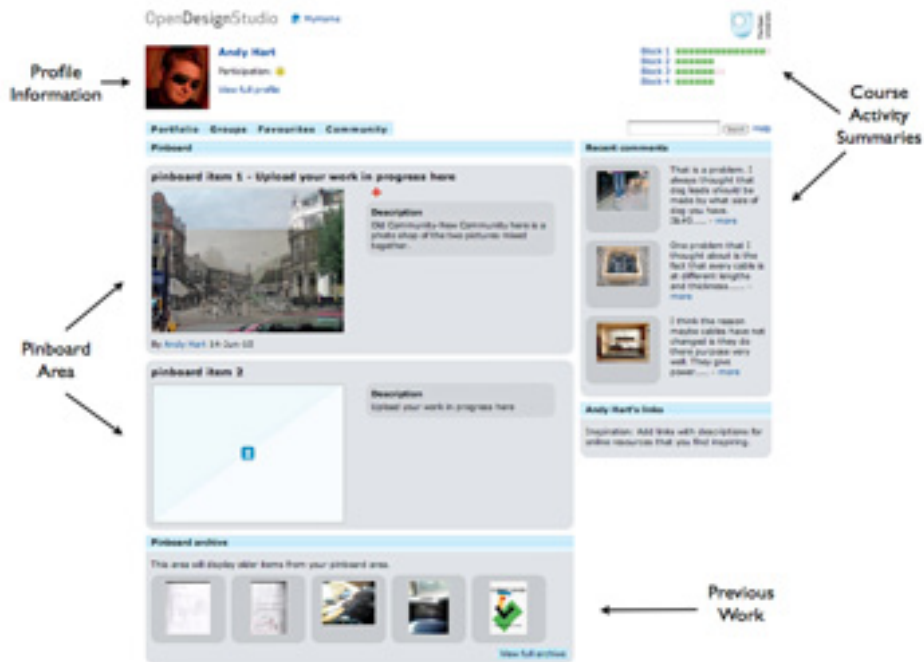 OpenDesignStudio MyHome
Andy Hart
Participation:
View full profile
Profile
Information
Block 1
Block 2
Block 3
Block 4
Course
Activity
Summaries
Portfolio Groups Favourites Community
Search Help
Pinboard
pinboard item 1 - Upload your work in progress here
Description
Old Community-New Community here is a
photo shop of the two pictures mixed
together.
By Andy Hart 14 Jun 10
Pinboard
Area
pinboard item 2
Description
Upload your work in progress here
Recent comments
That is a problem. I
always thought that
dog leads should be
made by what size of
dog you have.
- more
One problem that I
thought about is the
fact that every cable is
at different lengths
and thickness...... -
more
I think the reason
maybe cables have not
changed is they do
there purpose very
well. They give
power..... - more
Andy Hart's links
Inspiration: Add links with descriptions for
online resources that you find inspiring.
Pinboard archive
This area will display older items from your pinboard area.
View full archive
Previous
Work